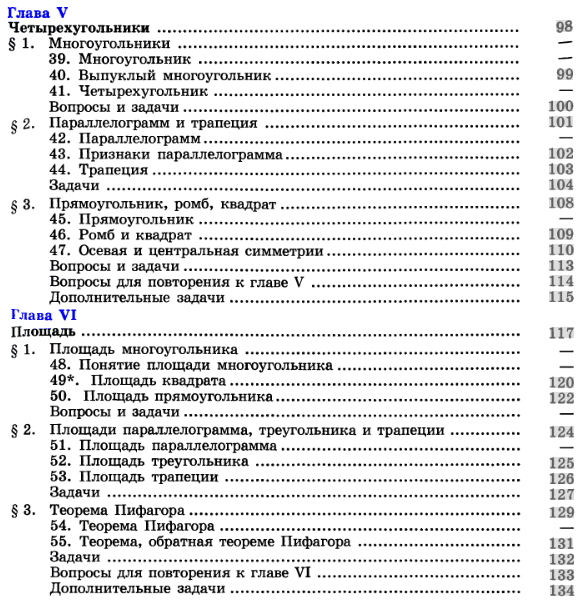 Глава V
Четырехугольники ..... 98
§ 1. Многоугольники ..... —
39. Многоугольник ..... —
40. Выпуклый многоугольник ..... 99
41. Четырехугольник ..... —
Вопросы и задачи ..... 100
§ 2. Параллелограмм и трапеция ..... 101
42. Параллелограмм ..... —
43. Признаки параллелограмма ..... 102
44. Трапеция ..... 103
Задачи ..... 104
§ 3. Прямоугольник, ромб, квадрат ..... 108
45. Прямоугольник ..... —
46. Ромб и квадрат ..... 109
47. Осевая и центральная симметрии ..... 110
Вопросы и задачи ..... 113
Вопросы для повторения к главе V ..... 114
Дополнительные задачи ..... 115
Глава VI
Площадь ..... 117
§ 1. Площадь многоугольника ..... —
48. Понятие площади многоугольника ..... —
49*. Площадь квадрата ..... 120
50. Площадь прямоугольника ..... 122
Вопросы и задачи ..... —
§ 2. Площади параллелограмма, треугольника и трапеции ..... 124
51. Площадь параллелограмма ..... —
52. Площадь треугольника ..... 125
53. Площадь трапеции ..... 126
Задачи ..... 127
§ 3. Теорема Пифагора ..... 129
54. Теорема Пифагора ..... —
55. Теорема, обратная теореме Пифагора ..... 131
Задачи ..... 132
Вопросы для повторения к главе VI ..... 133
Дополнительные задачи ..... 134